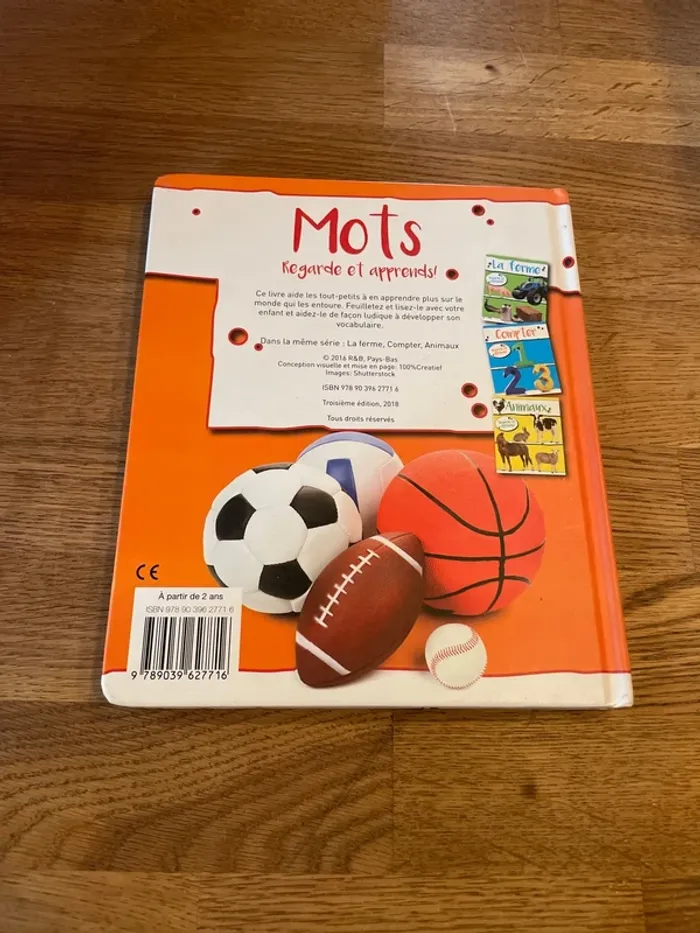 Mots
Regarde et apprends!
Ce livre aide les tout-petits à en apprendre plus sur le
monde qui les entoure. Feuilletez et lisez-le avec votre
enfant et aidez-le de façon ludique à développer son
vocabulaire.
Dans la même série : La ferme, Compter, Animaux
© 2016 R&B, Pays-Bas
Conception visuelle et mise en page: 100%Creatief
Images: Shutterstock
ISBN 978 90 396 2771 6
Troisième édition, 2018
Tous droits réservés
La ferme
Compter
1
2 3
Animaux
CE
À partir de 2 ans
ISBN 978 90 396 2771 6
9 789039 627716